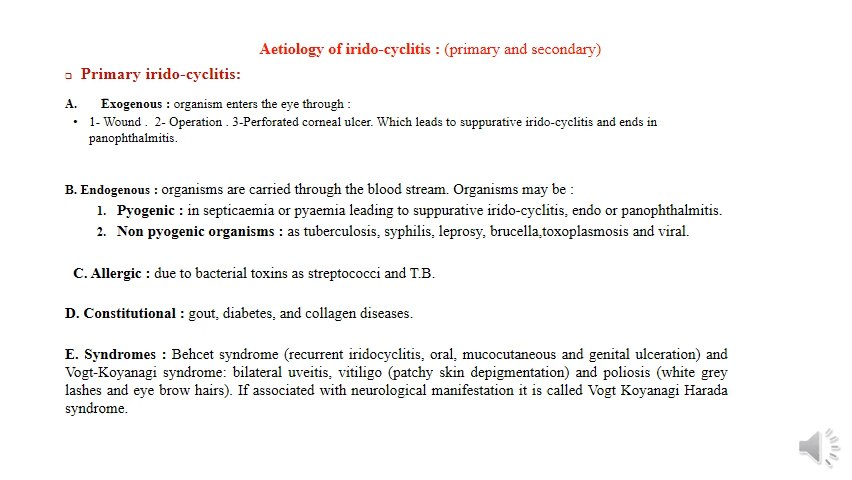 Aetiology of irido-cyclitis : (primary and secondary)
Primary irido-cyclitis:
A. Exogenous : organism enters the eye through :
• 1- Wound . 2- Operation . 3-Perforated corneal ulcer. Which leads to suppurative irido-cyclitis and ends in
panophthalmitis.
B. Endogenous : organisms are carried through the blood stream. Organisms may be :
1. Pyogenic : in septicaemia or pyaemia leading to suppurative irido-cyclitis, endo or panophthalmitis.
2. Non pyogenic organisms : as tuberculosis, syphilis, leprosy, brucella,toxoplasmosis and viral.
C. Allergic : due to bacterial toxins as streptococci and T.B.
D. Constitutional : gout, diabetes, and collagen diseases.
E. Syndromes : Behcet syndrome (recurrent iridocyclitis, oral, mucocutaneous and genital ulceration) and
Vogt-Koyanagi syndrome: bilateral uveitis, vitiligo (patchy skin depigmentation) and poliosis (white grey
lashes and eye brow hairs). If associated with neurological manifestation it is called Vogt Koyanagi Harada
syndrome.